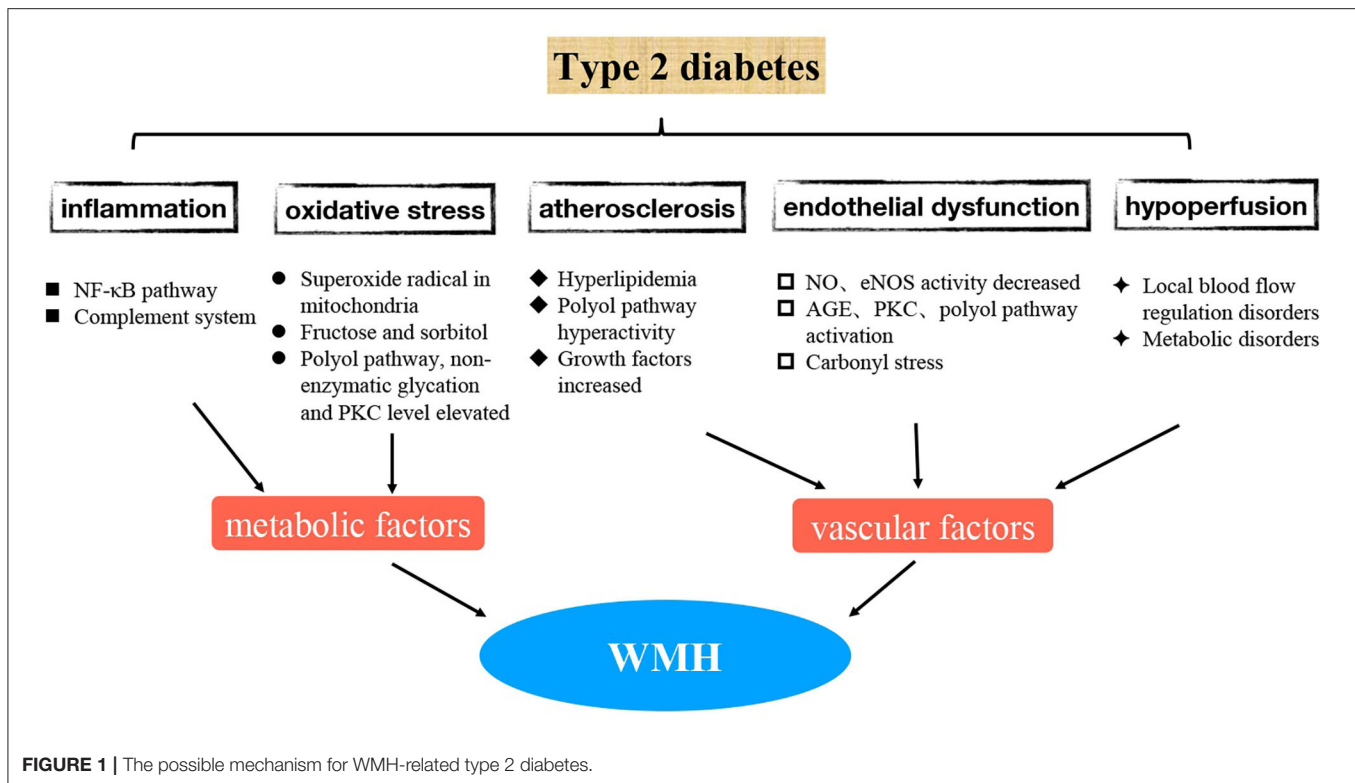 Type 2 diabetes
inflammation
■ NF-κB pathway
■ Complement system
oxidative stress
● Superoxide radical in
mitochondria
● Fructose and sorbitol
● Polyol pathway, non-
enzymatic glycation
and PKC level elevated
atherosclerosis
◆ Hyperlipidemia
◆ Polyol pathway
hyperactivity
◆ Growth factors
increased
endothelial dysfunction
□ NO、eNOS activity decreased
□ AGE、PKC、polyol pathway
activation
□ Carbonyl stress
hypoperfusion
✦ Local blood flow
regulation disorders
✦ Metabolic disorders
metabolic factors
vascular factors
WMH
FIGURE 1 | The possible mechanism for WMH-related type 2 diabetes.